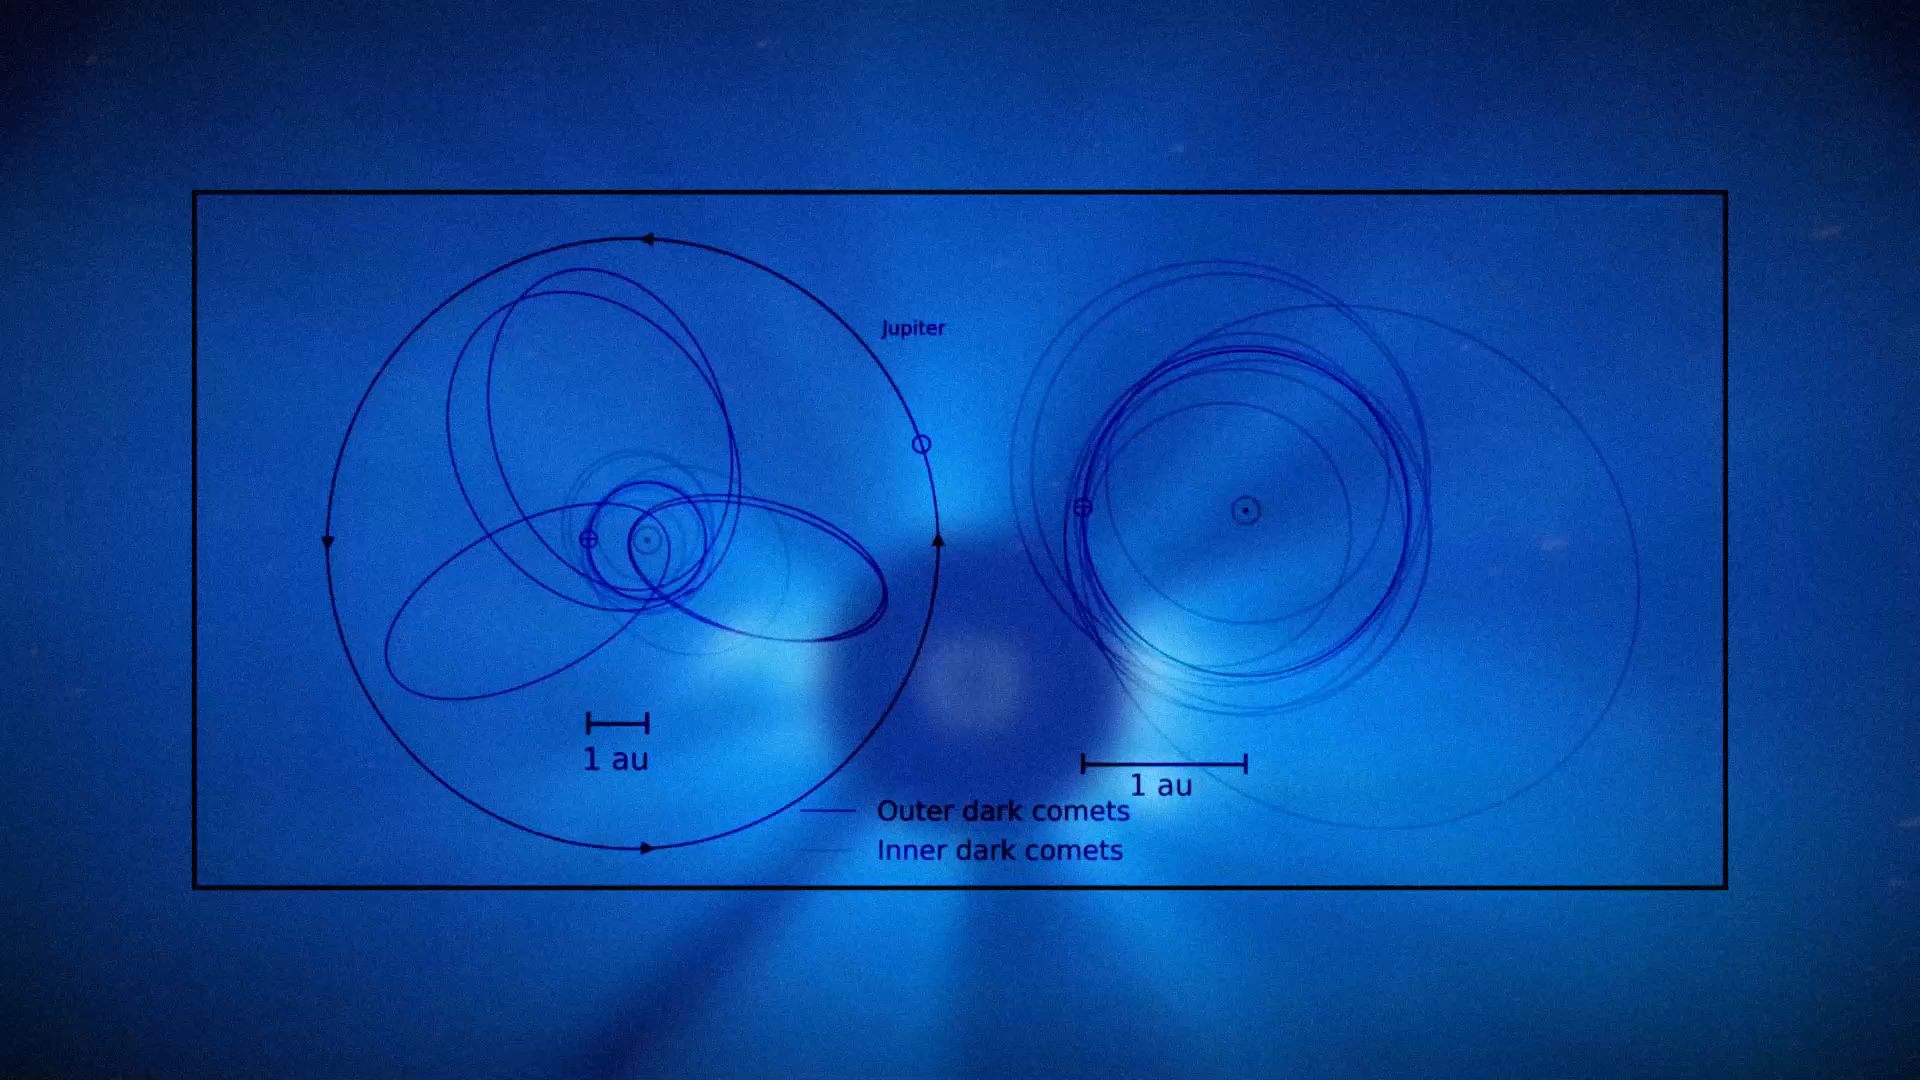 Jupiter
1 au
1 au
Outer dark comets
Inner dark comets